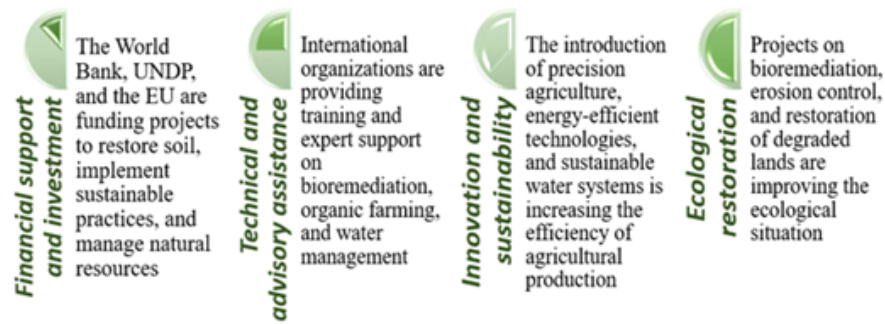 Financial support
and investment
The World
Bank, UNDP,
and the EU are
funding projects
to restore soil,
implement
sustainable
practices, and
manage natural
resources
Technical and
advisory assistance
International
organizations are
providing
training and
expert support
on
bioremediation,
organic farming,
and water
management
Innovation and
sustainability
The introduction
of precision
agriculture,
energy-efficient
technologies,
and sustainable
water systems is
increasing the
efficiency of
agricultural
production
Ecological
restoration
Projects on
bioremediation,
erosion control,
and restoration
of degraded
lands are
improving the
ecological
situation